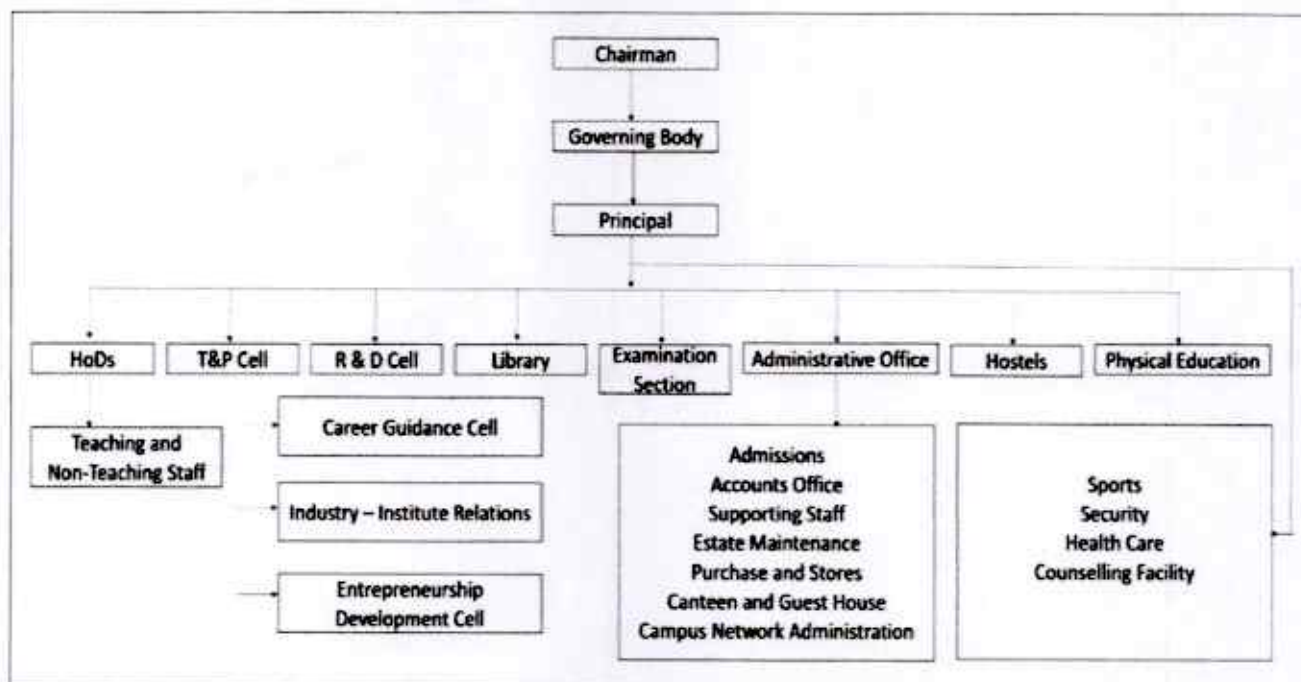 Chairman
Governing Body
Principal
HoDs
T&P Cell
R & D Cell
Library
Examination
Section
Administrative Office
Hostels
Physical Education
Teaching and
Non-Teaching Staff
Career Guidance Cell
Industry – Institute Relations
Entrepreneurship
Development Cell
Admissions
Accounts Office
Supporting Staff
Estate Maintenance
Purchase and Stores
Canteen and Guest House
Campus Network Administration
Sports
Security
Health Care
Counselling Facility